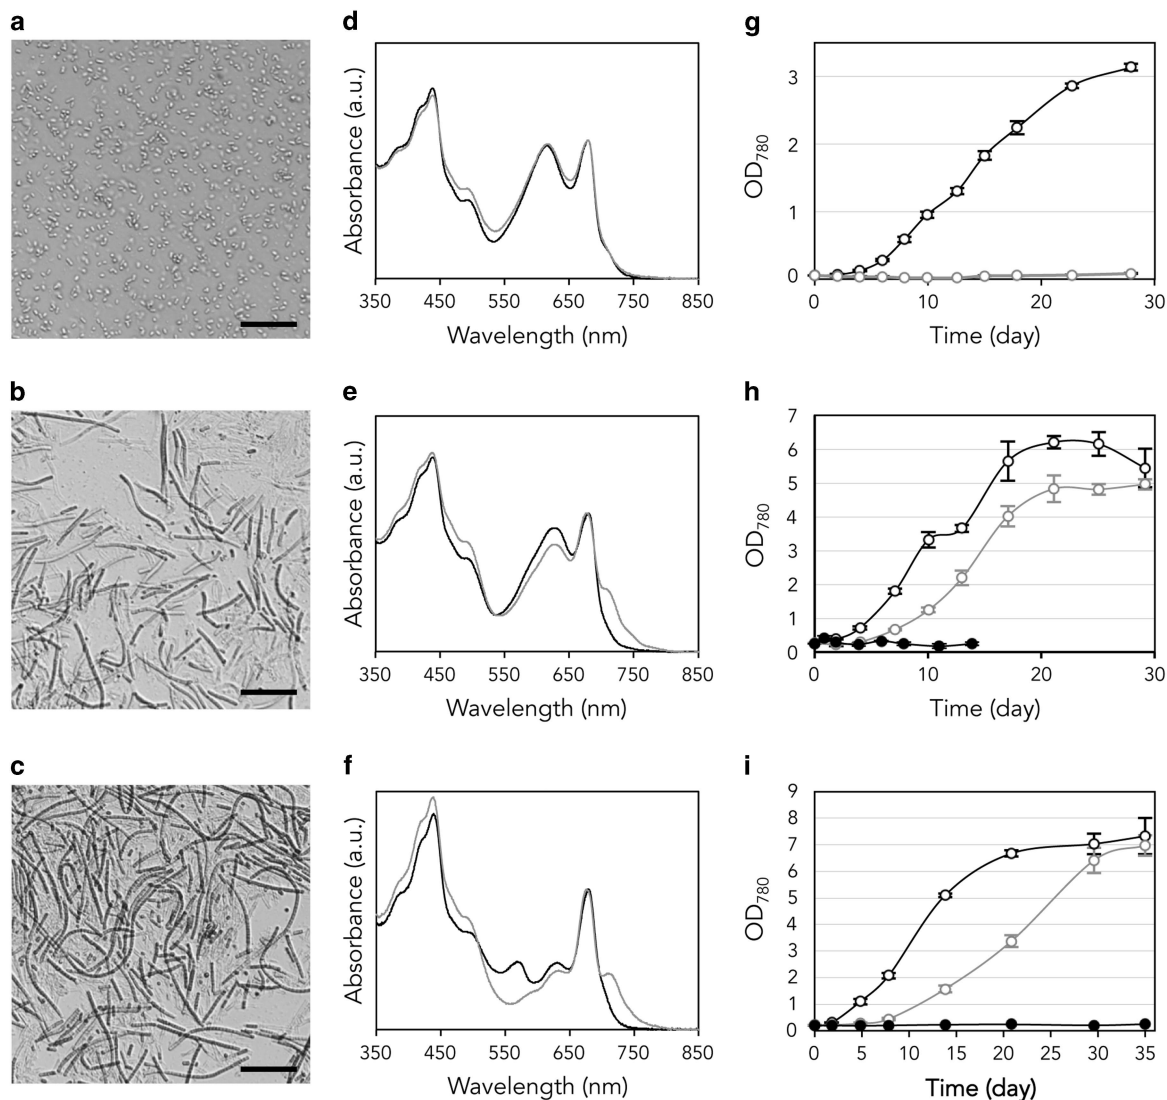 a
d
g
Absorbance (a.u.)
350 450 550 650 750 850
Wavelength (nm)
OD780
3
2
1
0
0 10 20 30
Time (day)
b
e
h
Absorbance (a.u.)
350 450 550 650 750 850
Wavelength (nm)
OD780
7
6
5
4
3
2
1
0
0 10 20 30
Time (day)
c
f
i
Absorbance (a.u.)
350 450 550 650 750 850
Wavelength (nm)
OD780
9
8
7
6
5
4
3
2
1
0
0 5 10 15 20 25 30 35
Time (day)